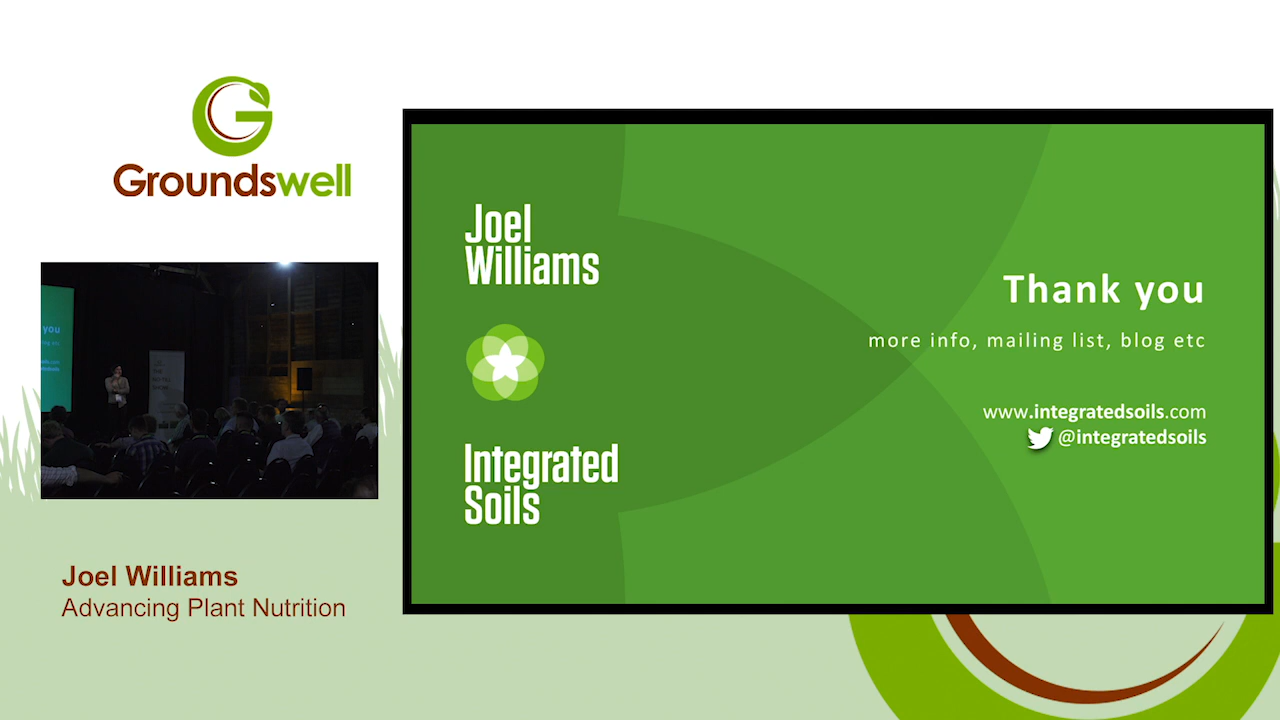 Groundswell
Joel
Williams
Integrated
Soils
Thank you
more info, mailing list, blog etc
www.integratedsoils.com
@integratedsoils
you
Joel Williams
Advancing Plant Nutrition